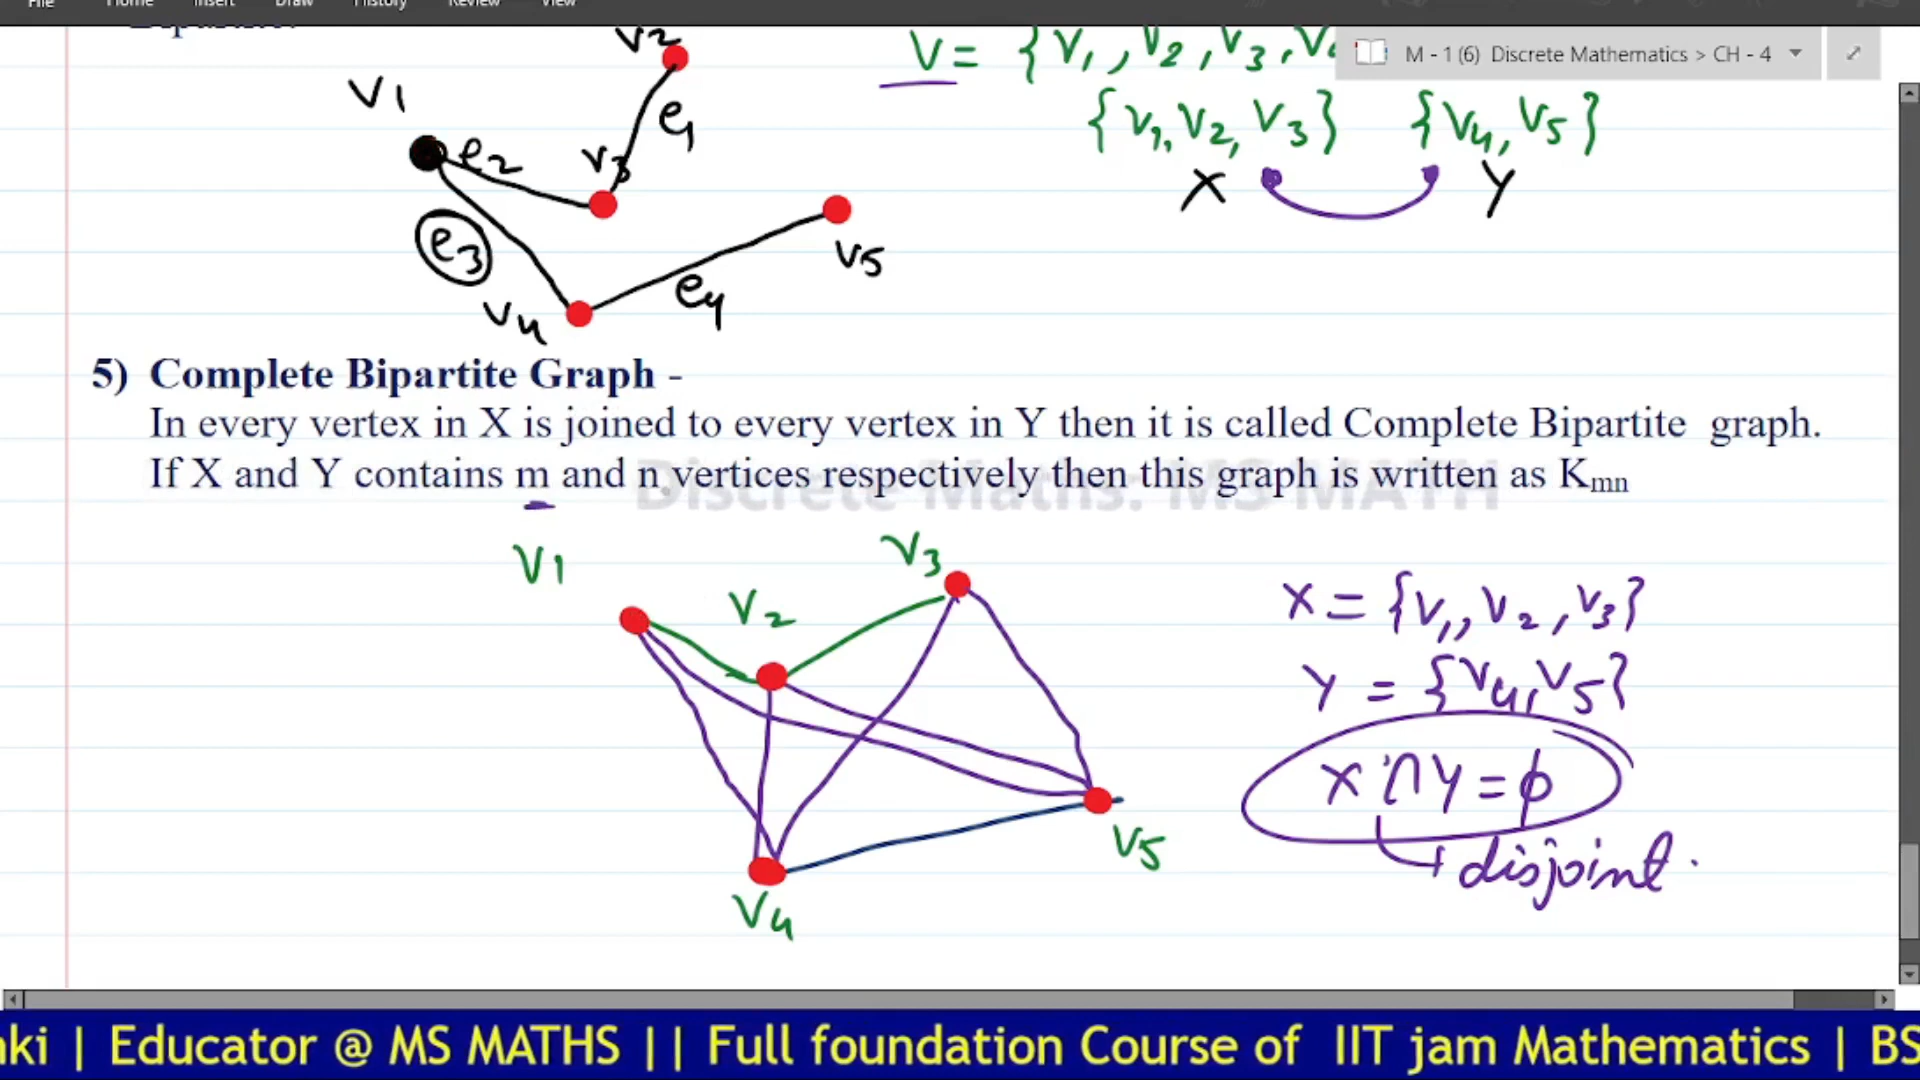 File Home Insert Draw History Review View
V2
V = {V1, V2, V3, V
M - 1 (6) Discrete Mathematics > CH - 4
V1
e1
{V1, V2, V3} {V4, V5}
e2
V3
X Y
e3
V5
e4
V4
5) Complete Bipartite Graph -
In every vertex in X is joined to every vertex in Y then it is called Complete Bipartite graph.
If X and Y contains m and n vertices respectively then this graph is written as Kmn
Discrete Maths: MS MATH
V1
V3
V2
X = {V1, V2, V3}
Y = {V4, V5}
X ∩ Y = ϕ
disjoint.
V5
V4
| Educator @ MS MATHS || Full foundation Course of IIT jam Mathematics | BS